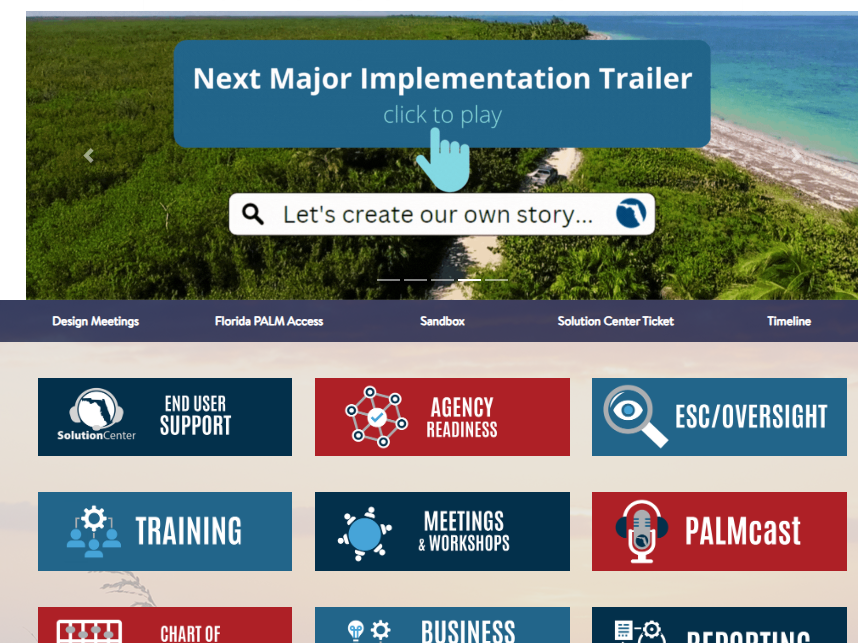 Next Major Implementation Trailer
click to play
Let's create our own story...
Design Meetings
Florida PALM Access
Sandbox
Solution Center Ticket
Timeline
SolutionCenter
END USER
SUPPORT
AGENCY
READINESS
ESC/OVERSIGHT
TRAINING
MEETINGS
& WORKSHOPS
PALMcast
CHART OF
BUSINESS
REPORTING